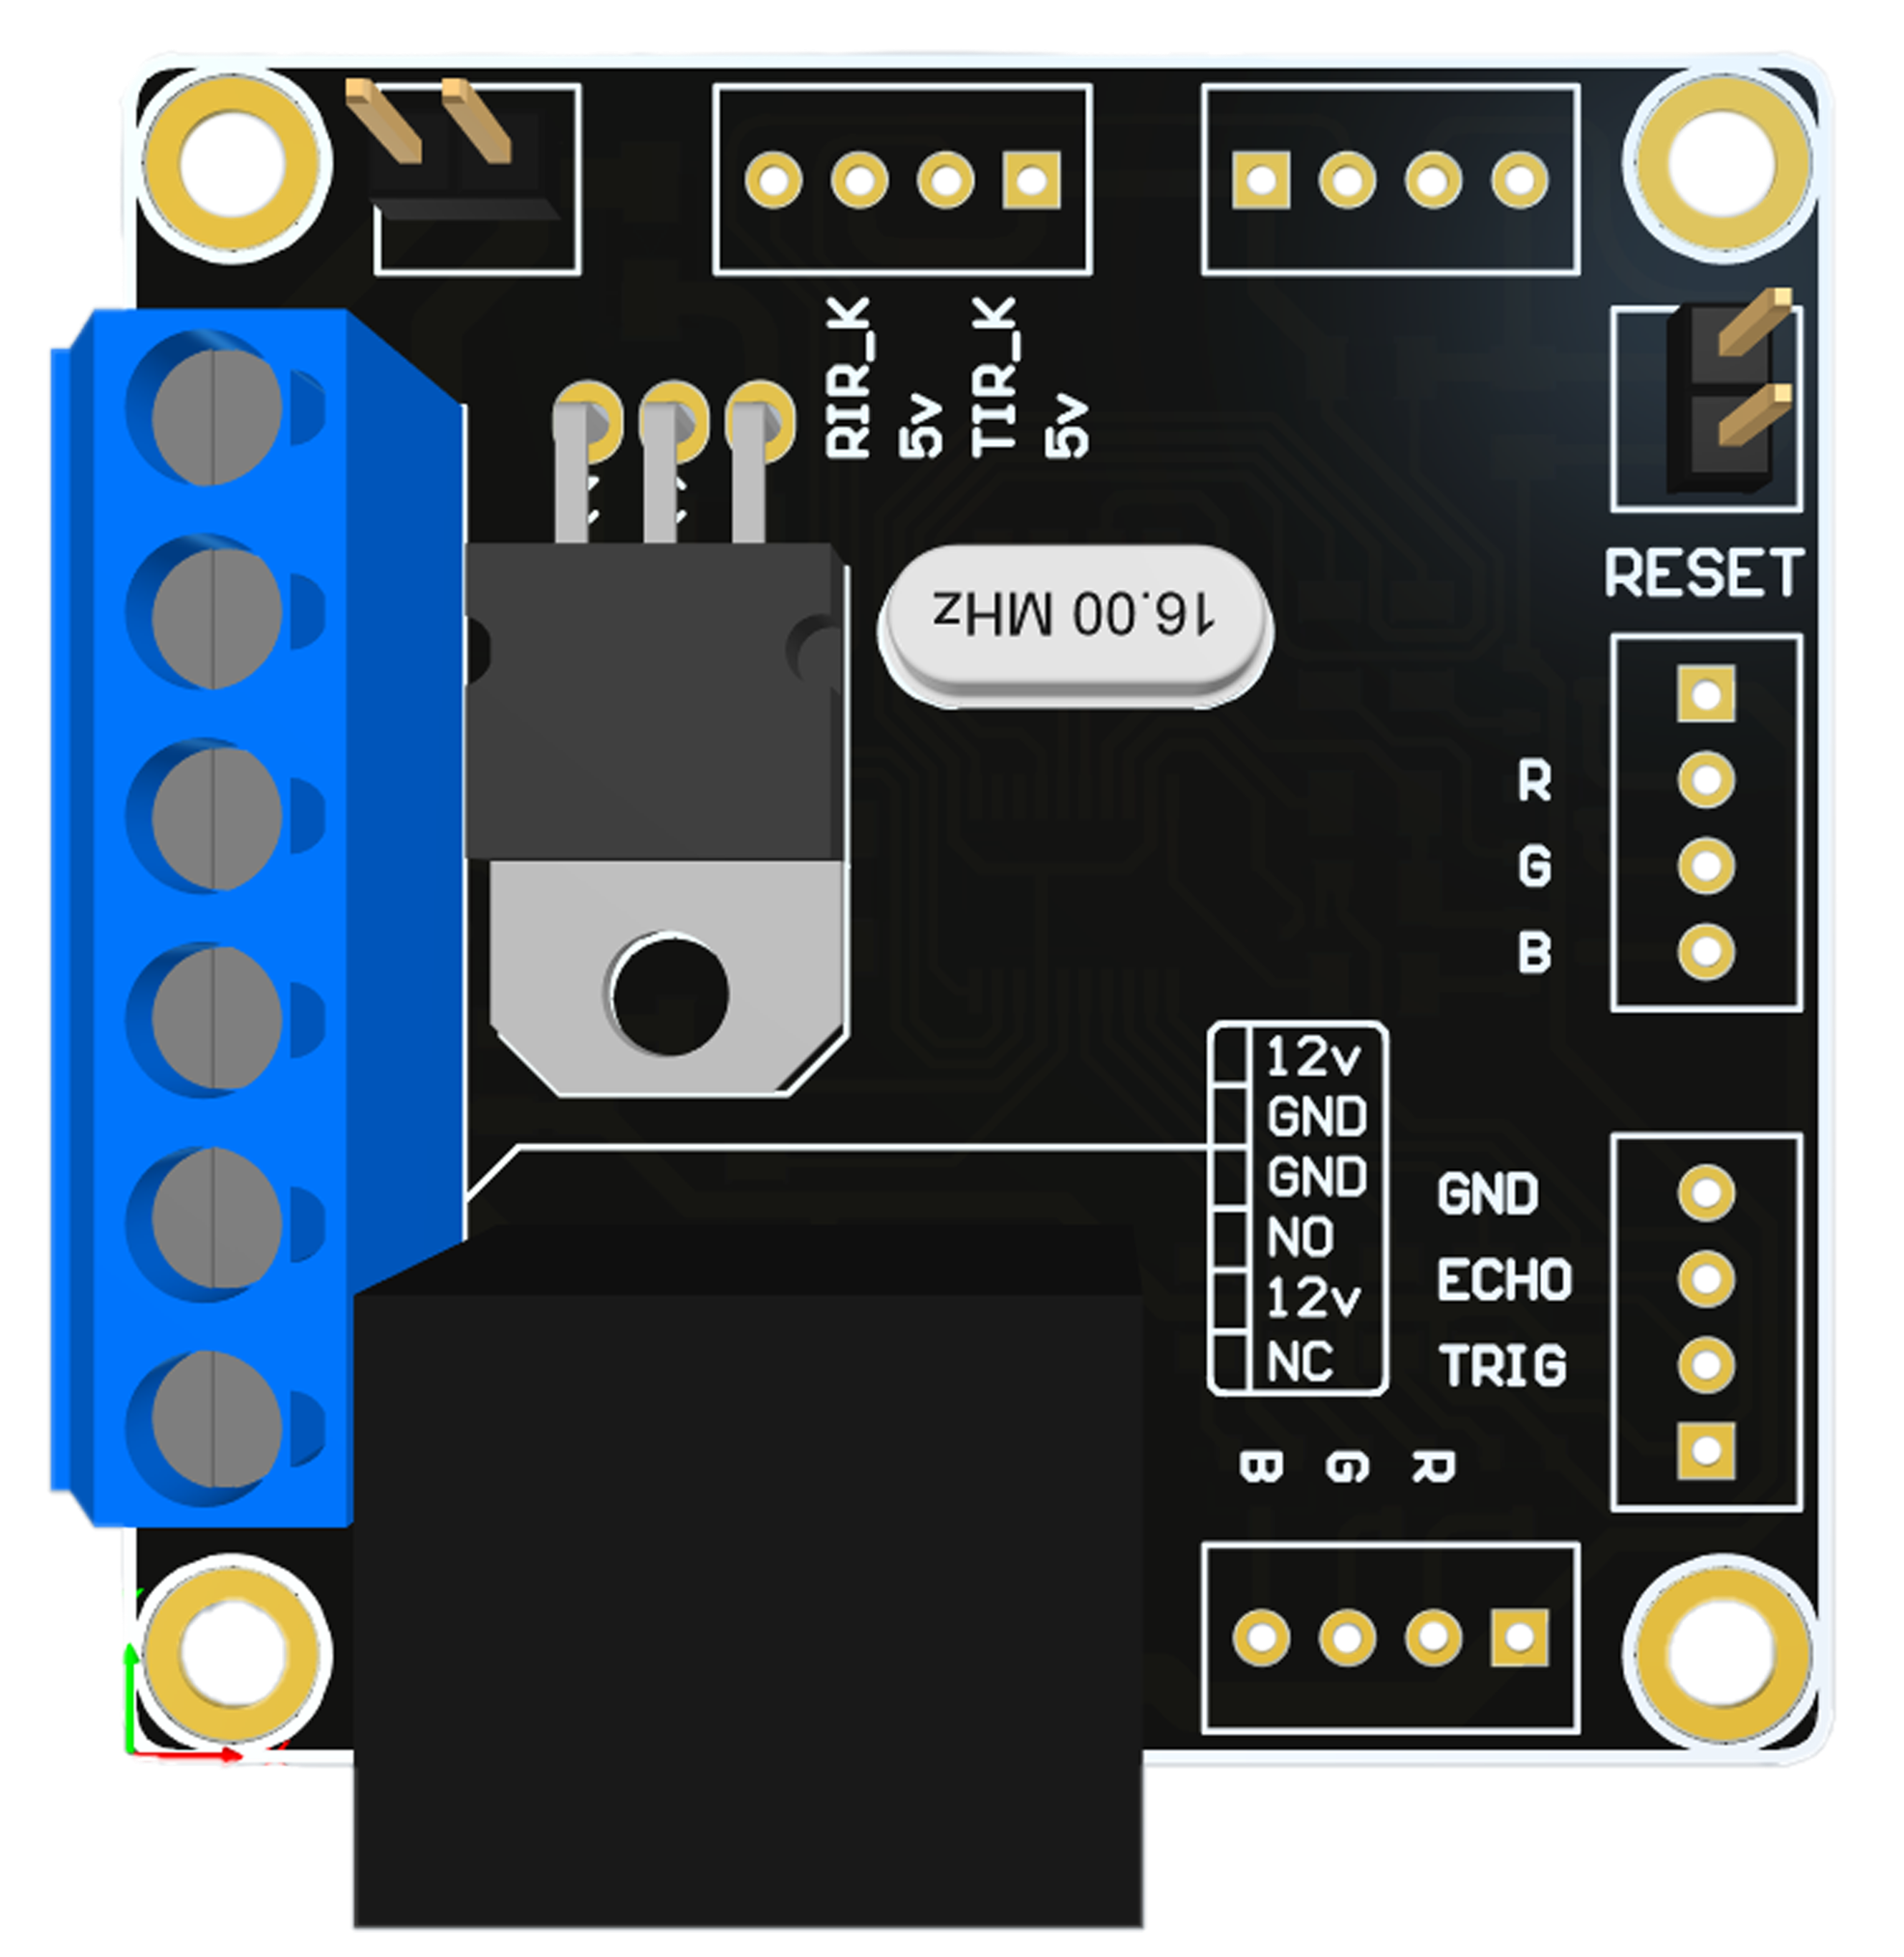 RIR_K
5v
TIR_K
5v
16.00 MHz
RESET
R
G
B
12v
GND
GND
NO
12v
NC
GND
ECHO
TRIG
B G R